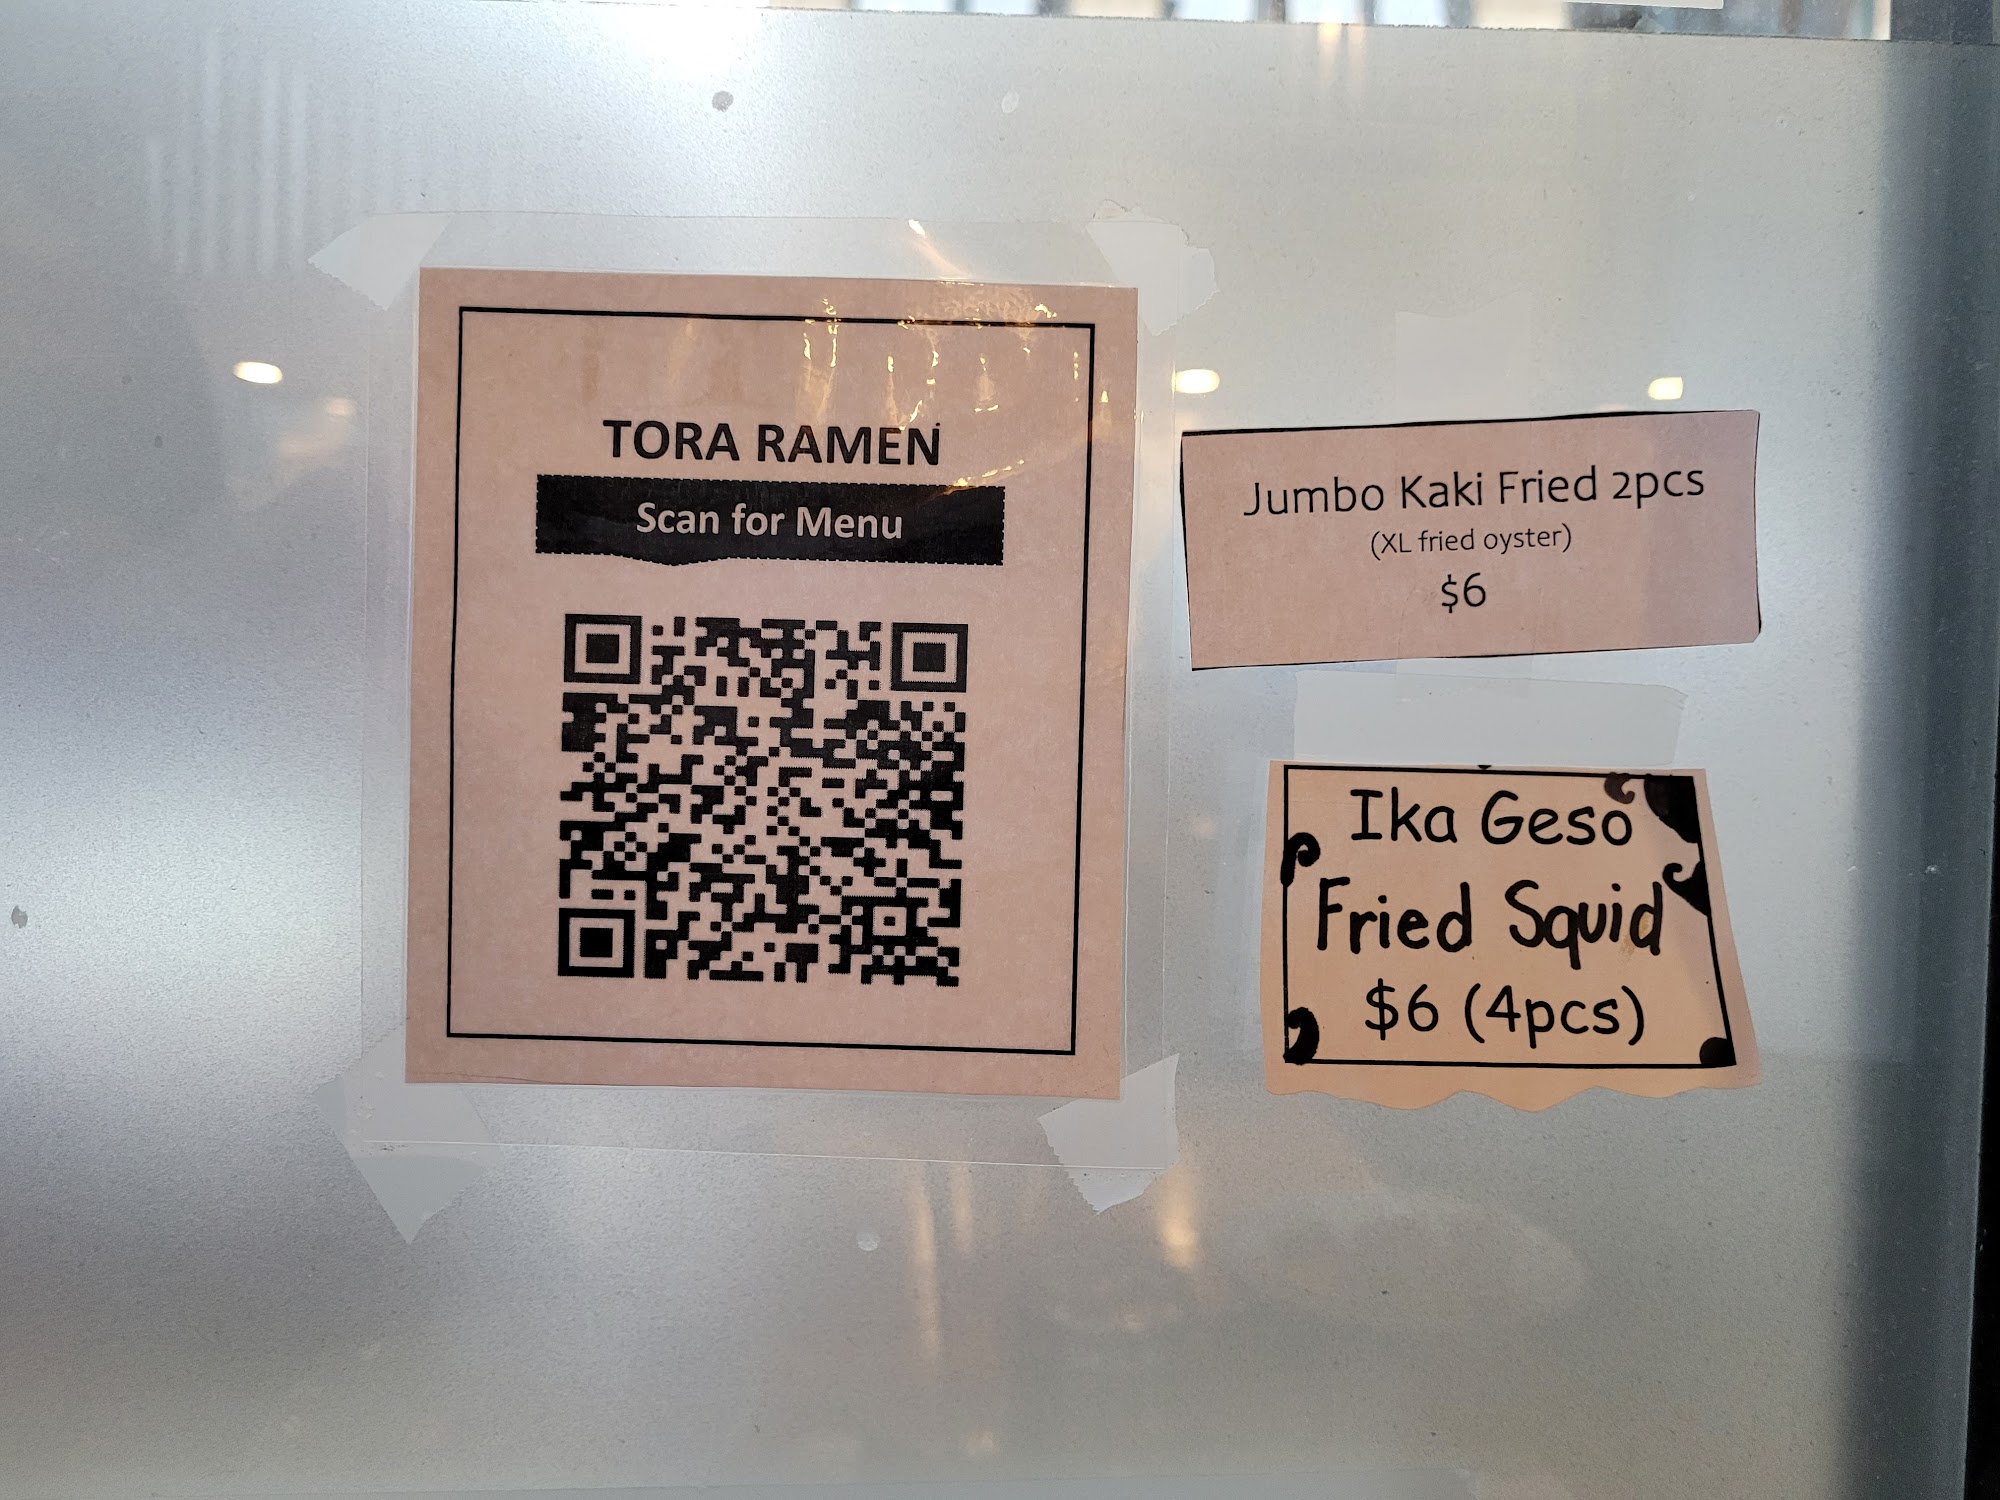 TORA RAMEN
Scan for Menu
Jumbo Kaki Fried 2pcs
(XL fried oyster)
$6
Ika Geso
Fried Squid
$6 (4pcs)